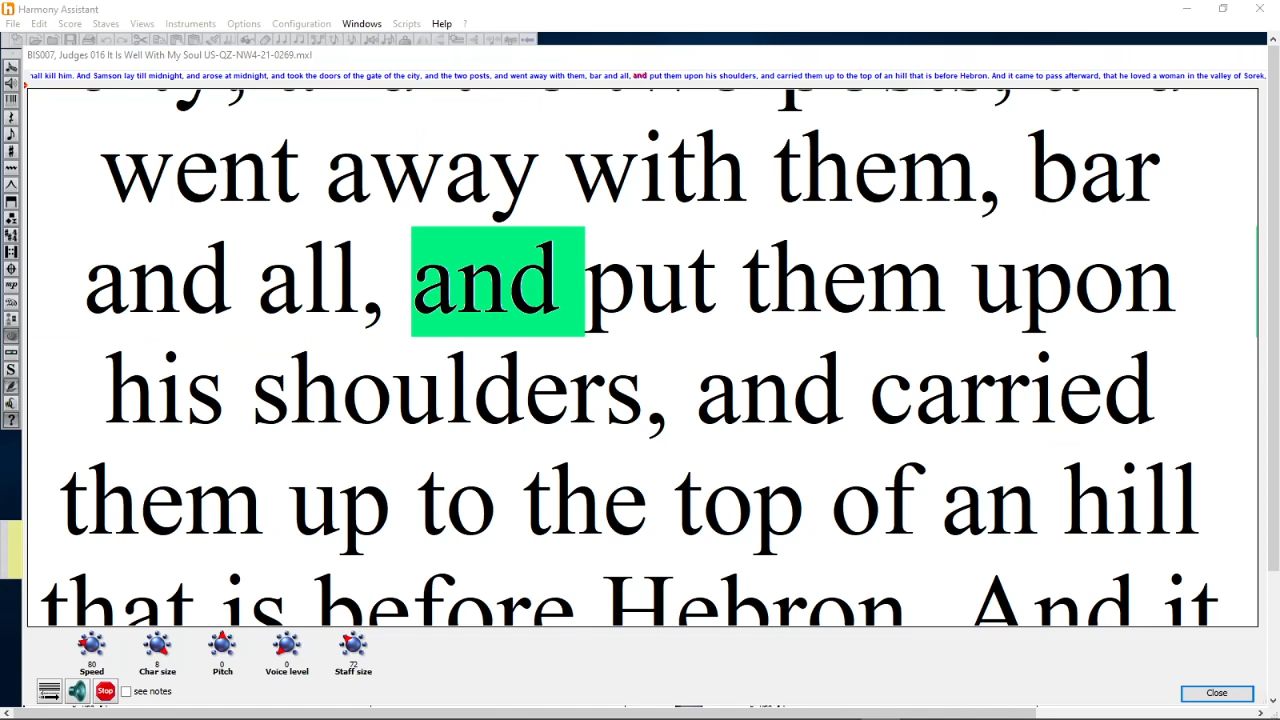 Harmony Assistant
File Edit Score Staves Views Instruments Options Configuration Windows Scripts Help ?
BIS007, Judges 016 It Is Well With My Soul US-QZ-NW4-21-0269.mxl
hall kill him. And Samson lay till midnight, and arose at midnight, and took the doors of the gate of the city, and the two posts, and went away with them, bar and all, and put them upon his shoulders, and carried them up to the top of an hill that is before Hebron. And it came to pass afterward, that he loved a woman in the valley of Sorek,
went away with them, bar
and all, and put them upon
his shoulders, and carried
them up to the top of an hill
that is before Hebron. And it
80 8 0 0 72
Speed Char size Pitch Voice level Staff size
Stop see notes Close